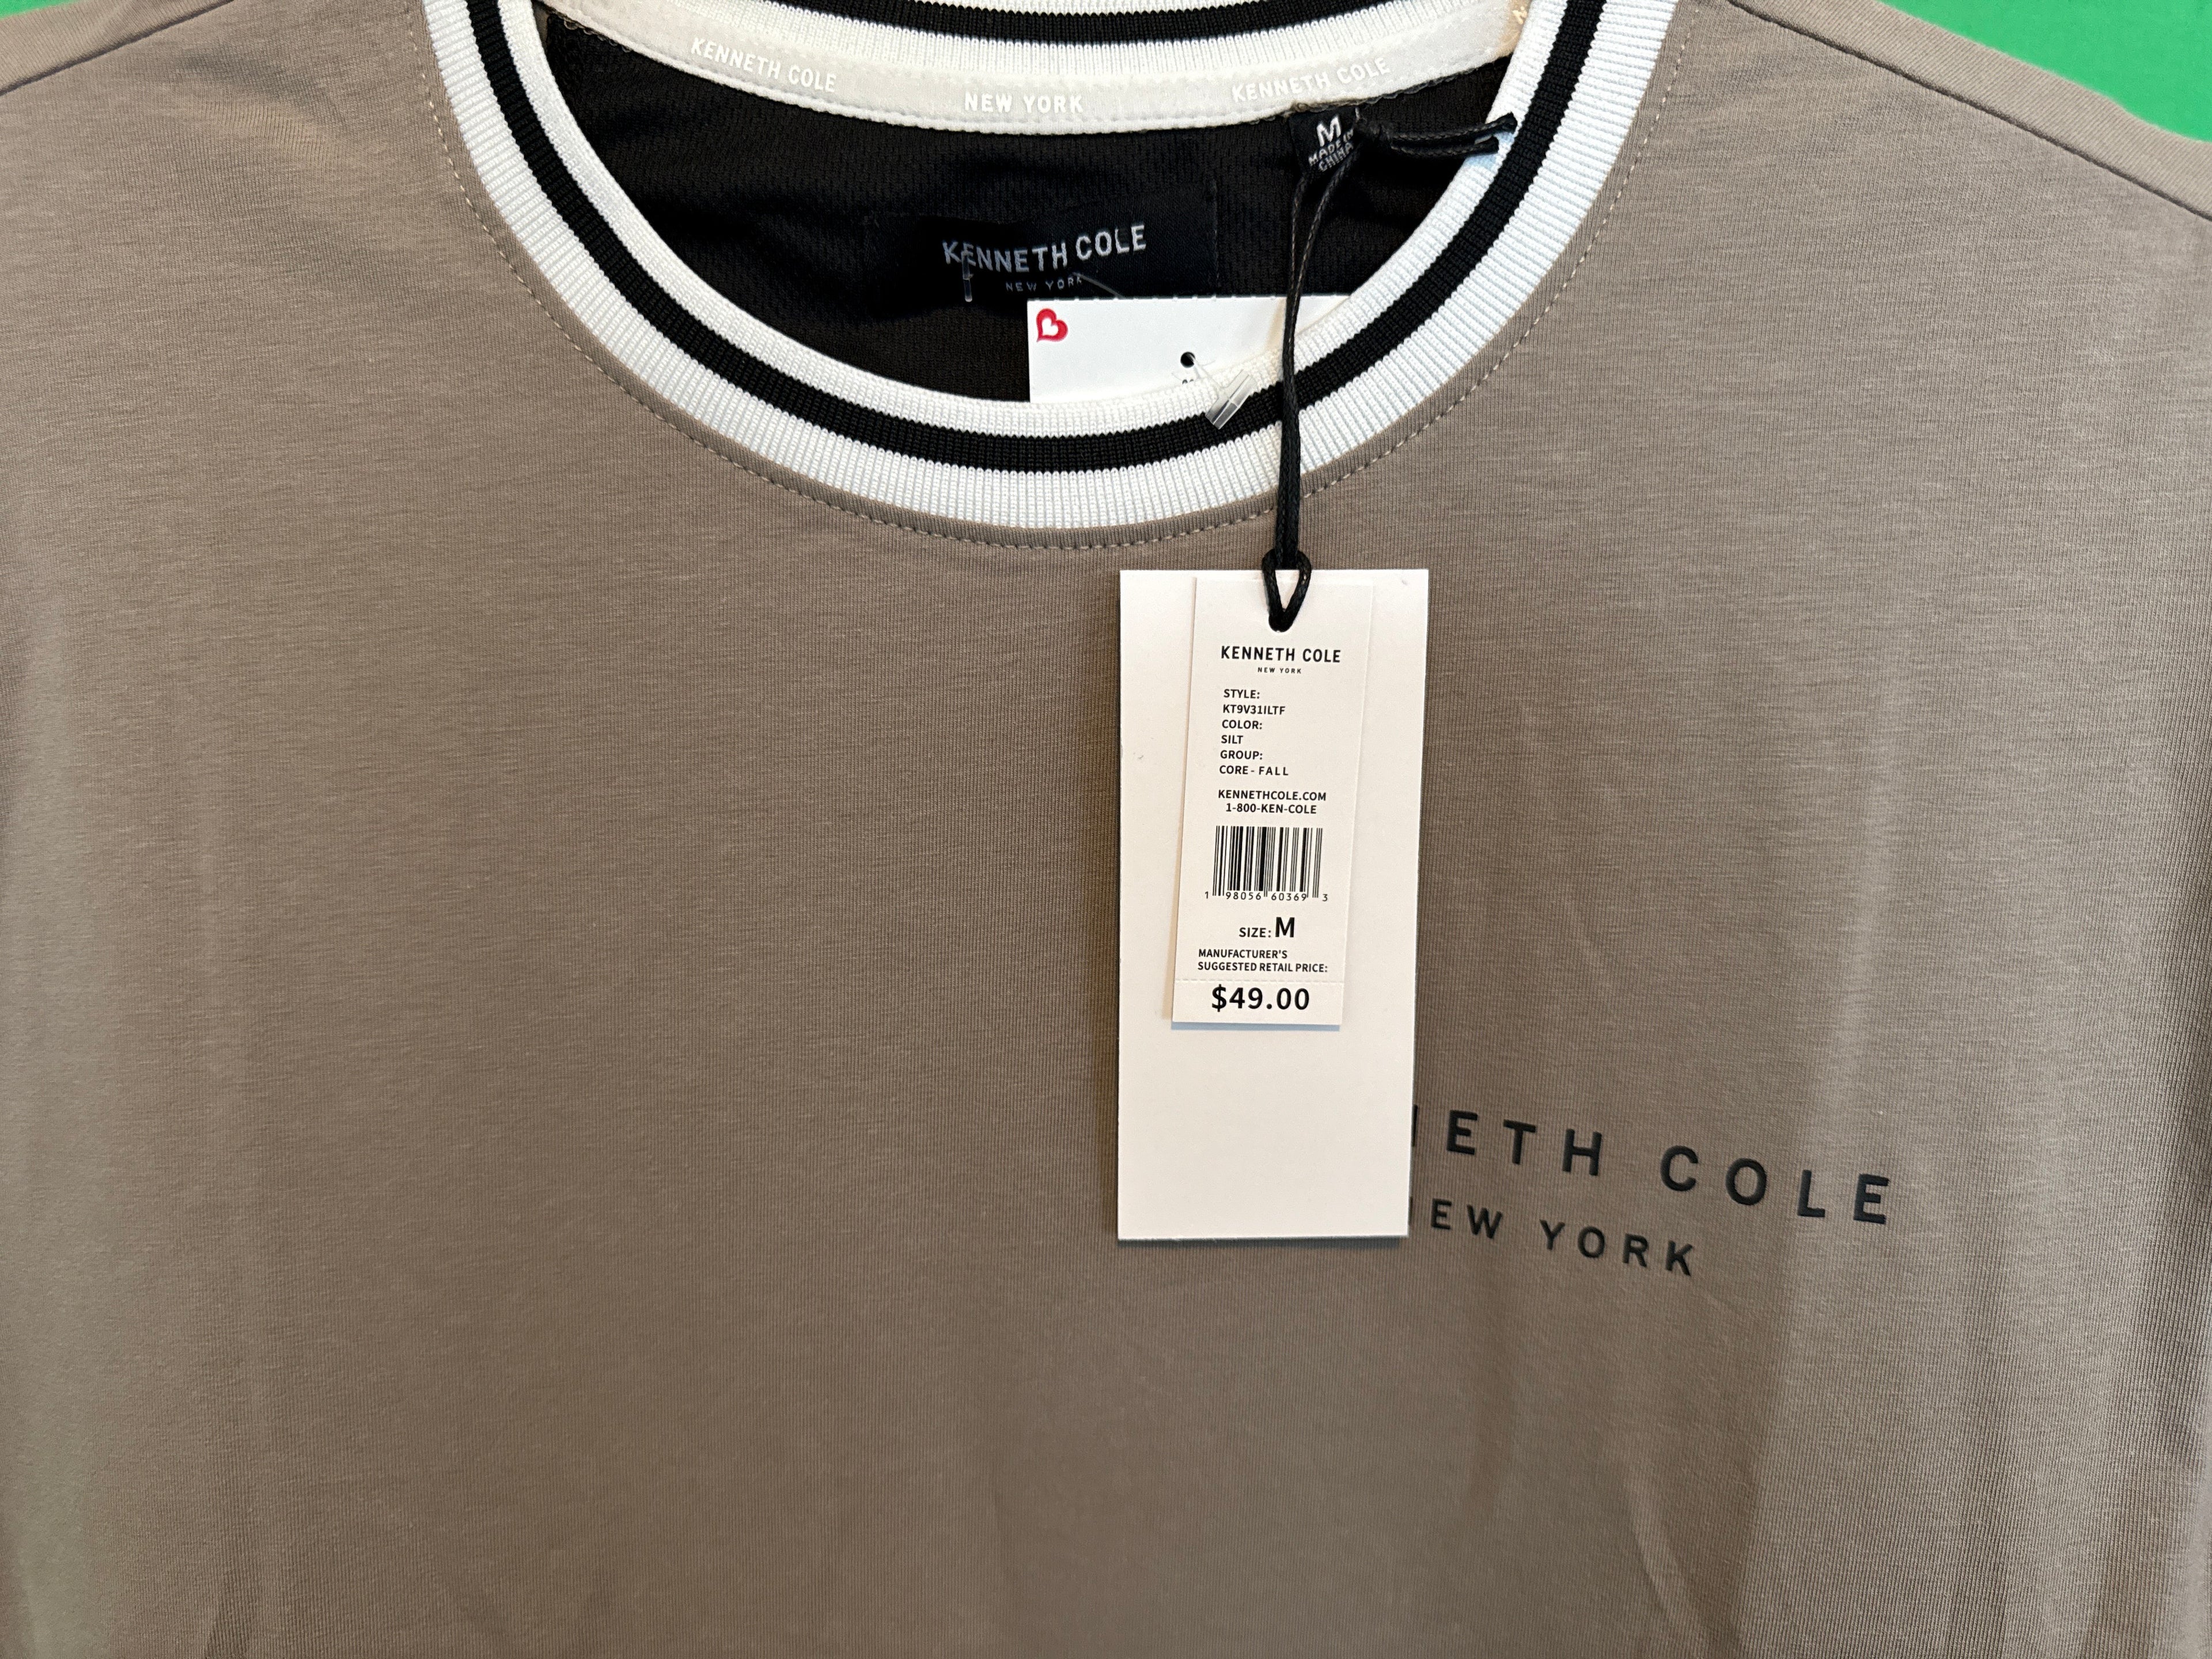 KENNETH COLE
NEW YORK
KENNETH COLE
M
MADE
CHINA
KENNETH COLE
NEW YORK
KENNETH COLE
NEW YORK
STYLE:
KT9V31ILTF
COLOR:
SILT
GROUP:
CORE - FALL
KENNETHCOLE.COM
1-800-KEN-COLE
1 98056 60369 3
SIZE: M
MANUFACTURER'S
SUGGESTED RETAIL PRICE:
$49.00
ETH COLE
EW YORK